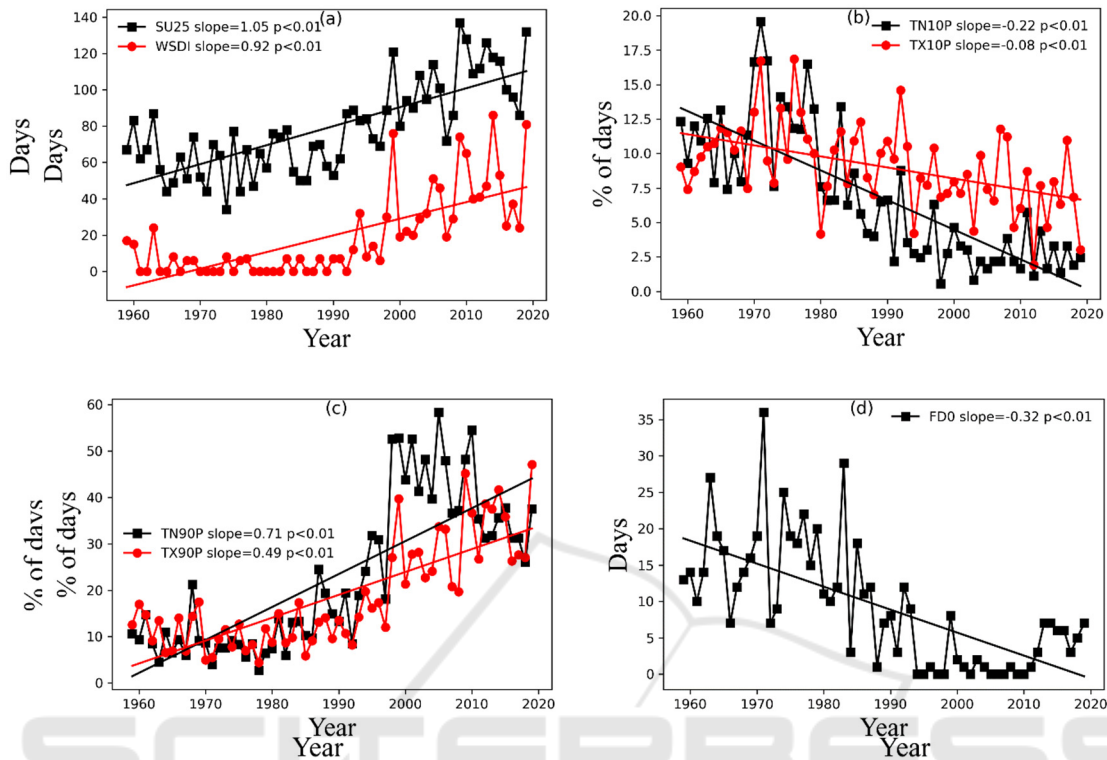 (a)
SU25 slope=1.05 p<0.01
WSDI slope=0.92 p<0.01
140
120
100
80
60
40
20
0
Days
Days
1960 1970 1980 1990 2000 2010 2020
Year
(b)
TN10P slope=-0.22 p<0.01
TX10P slope=-0.08 p<0.01
20.0
17.5
15.0
12.5
10.0
7.5
5.0
2.5
0.0
% of days
1960 1970 1980 1990 2000 2010 2020
Year
(c)
TN90P slope=0.71 p<0.01
TX90P slope=0.49 p<0.01
60
50
40
30
20
10
0
% of days
% of days
1960 1970 1980 1990 2000 2010 2020
Year
Year
(d)
FD0 slope=-0.32 p<0.01
35
30
25
20
15
10
5
0
Days
1960 1970 1980 1990 2000 2010 2020
Year
Year